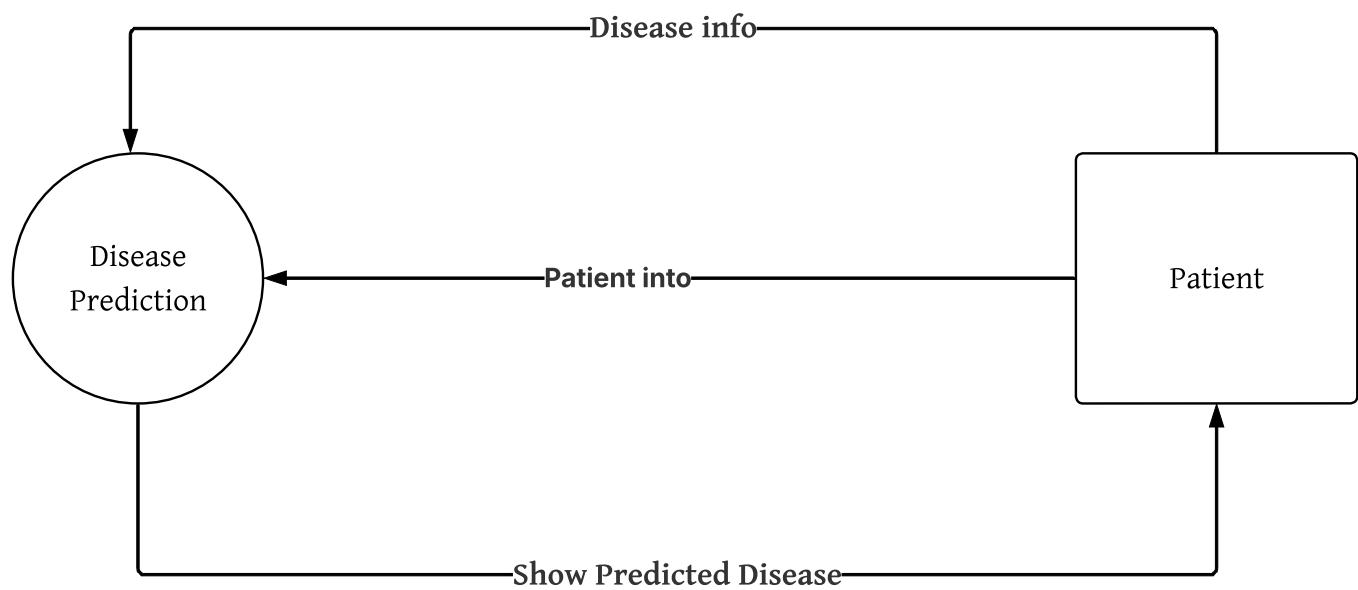 Disease info
Disease
Prediction
Patient into
Patient
Show Predicted Disease